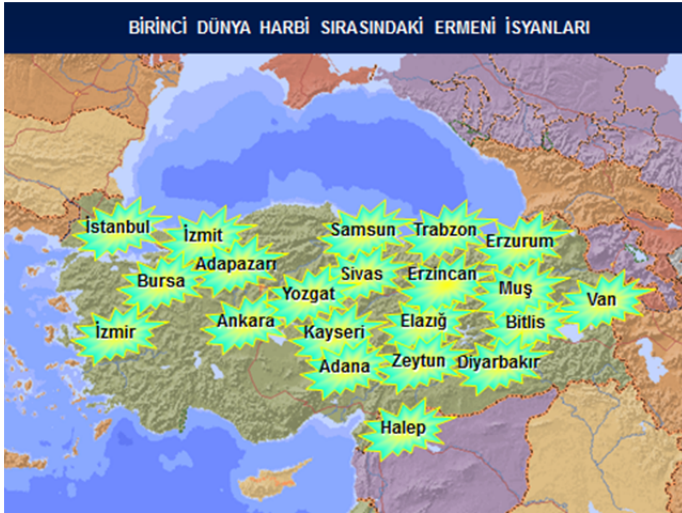 BİRİNCİ DÜNYA HARBİ SIRASINDAKİ ERMENİ İSYANLARI
İstanbul
İzmit
Samsun
Trabzon
Erzurum
Adapazarı
Bursa
Yozgat
Sivas
Erzincan
Muş
Van
İzmir
Ankara
Kayseri
Elazığ
Bitlis
Adana
Zeytun
Diyarbakır
Halep